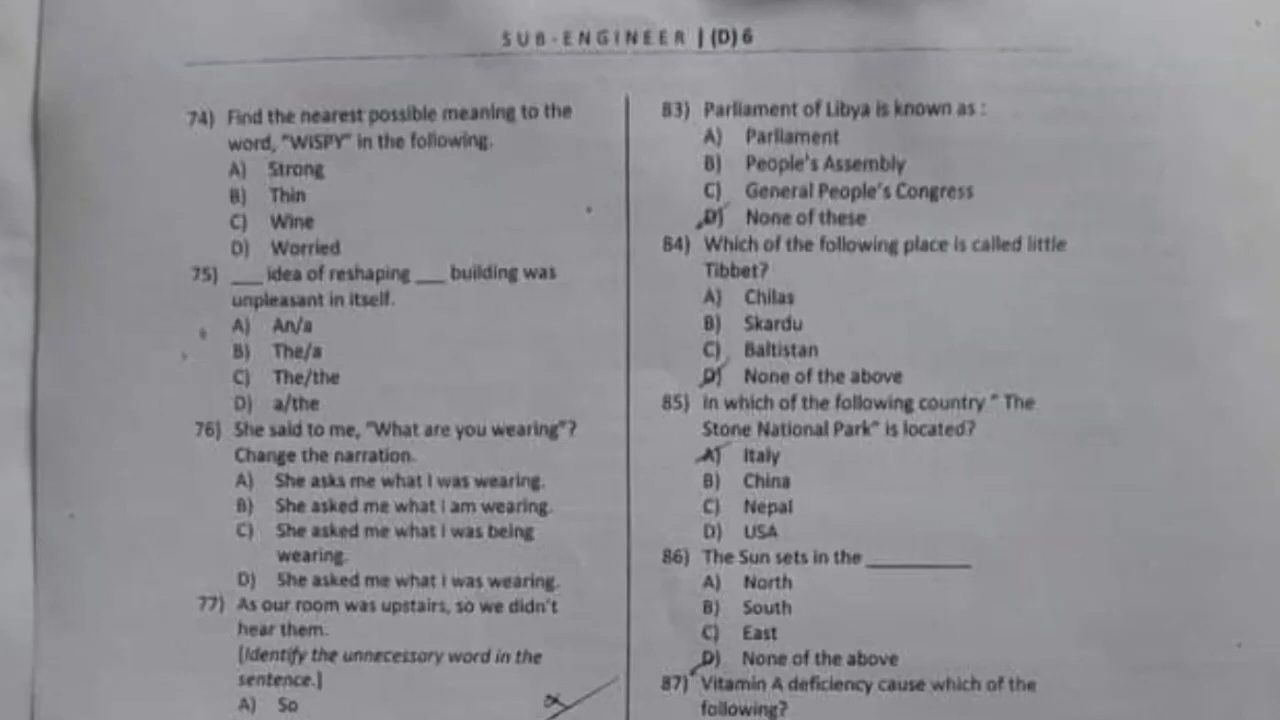 SUB-ENGINEER | (D) 6
74) Find the nearest possible meaning to the
word, "WISPY" in the following.
A) Strong
B) Thin
C) Wine
D) Worried
75) ___ idea of reshaping ___ building was
unpleasant in itself.
A) An/a
B) The/a
C) The/the
D) a/the
76) She said to me, "What are you wearing"?
Change the narration.
A) She asks me what I was wearing.
B) She asked me what I am wearing.
C) She asked me what I was being
wearing.
D) She asked me what I was wearing.
77) As our room was upstairs, so we didn't
hear them.
[Identify the unnecessary word in the
sentence.]
A) So
83) Parliament of Libya is known as :
A) Parliament
B) People's Assembly
C) General People's Congress
D) None of these
84) Which of the following place is called little
Tibbet?
A) Chilas
B) Skardu
C) Baltistan
D) None of the above
85) In which of the following country " The
Stone National Park" is located?
A) Italy
B) China
C) Nepal
D) USA
86) The Sun sets in the __________
A) North
B) South
C) East
D) None of the above
87) Vitamin A deficiency cause which of the
following?